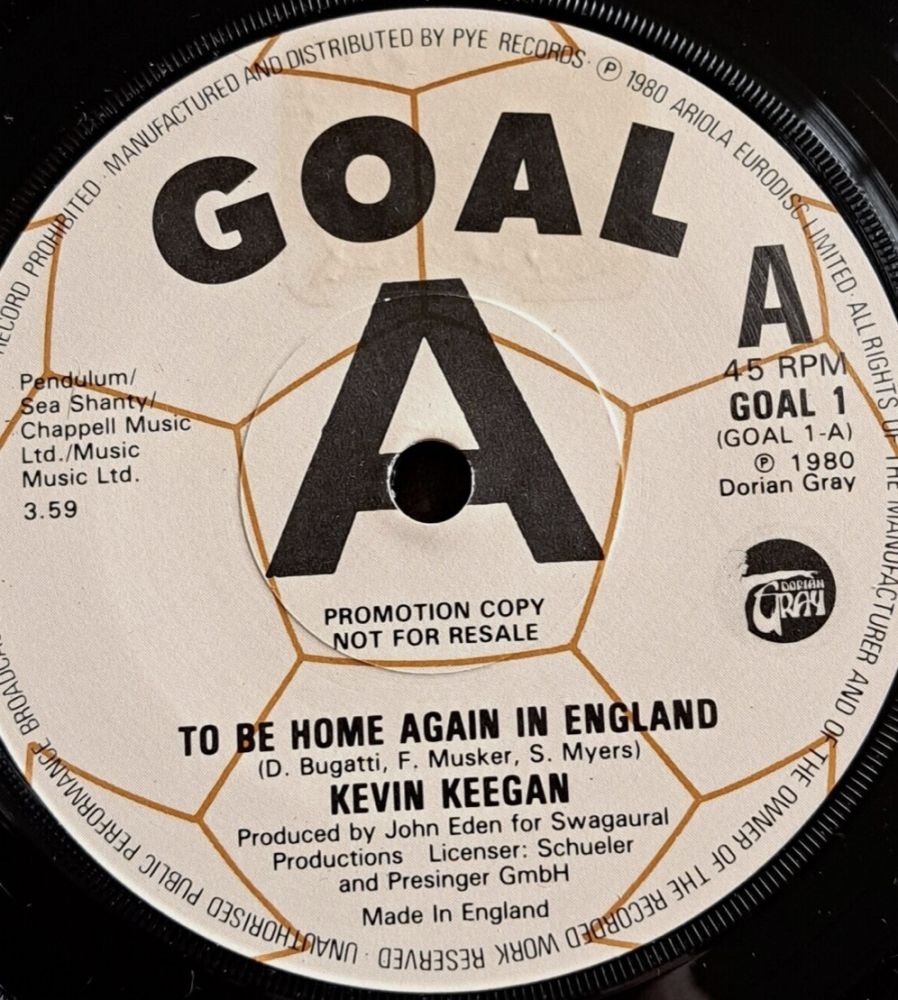 MANUFACTURED AND DISTRIBUTED BY PYE RECORDS · ℗ 1980 ARIOLA EURODISC LIMITED · ALL RIGHTS OF THE MANUFACTURER AND OF THE OWNER OF THE RECORDED WORK RESERVED · UNAUTHORISED PUBLIC PERFORMANCE
RECORD PROHIBITED ·
GOAL
A
A
45 RPM
GOAL 1
(GOAL 1-A)
℗ 1980
Dorian Gray
Pendulum/
Sea Shanty/
Chappell Music
Ltd./Music
Music Ltd.
3.59
DORIAN
GRAY
PROMOTION COPY
NOT FOR RESALE
TO BE HOME AGAIN IN ENGLAND
(D. Bugatti, F. Musker, S. Myers)
KEVIN KEEGAN
Produced by John Eden for Swagaural
Productions Licenser: Schueler
and Presinger GmbH
Made In England